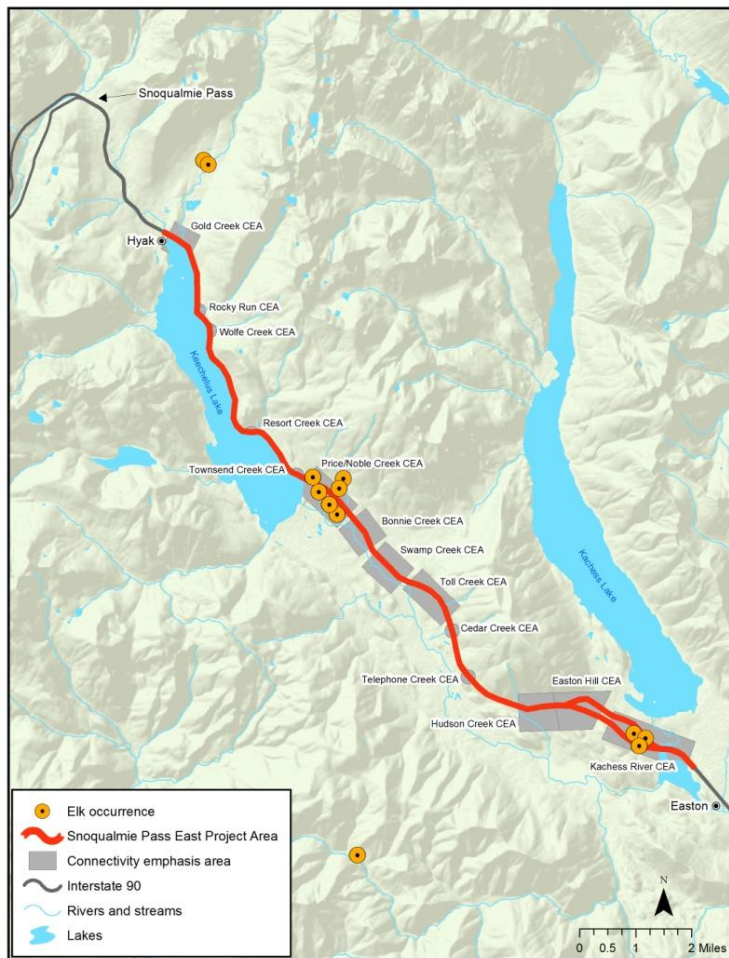 Snoqualmie Pass
Gold Creek CEA
Hyak
Rocky Run CEA
Wolfe Creek CEA
Keechelus Lake
Resort Creek CEA
Townsend Creek CEA
Price/Noble Creek CEA
Bonnie Creek CEA
Swamp Creek CEA
Toll Creek CEA
Kachess Lake
Cedar Creek CEA
Telephone Creek CEA
Easton Hill CEA
Hudson Creek CEA
Kachess River CEA
Easton
Elk occurrence
Snoqualmie Pass East Project Area
Connectivity emphasis area
Interstate 90
Rivers and streams
Lakes
N
0 0.5 1 2 Miles